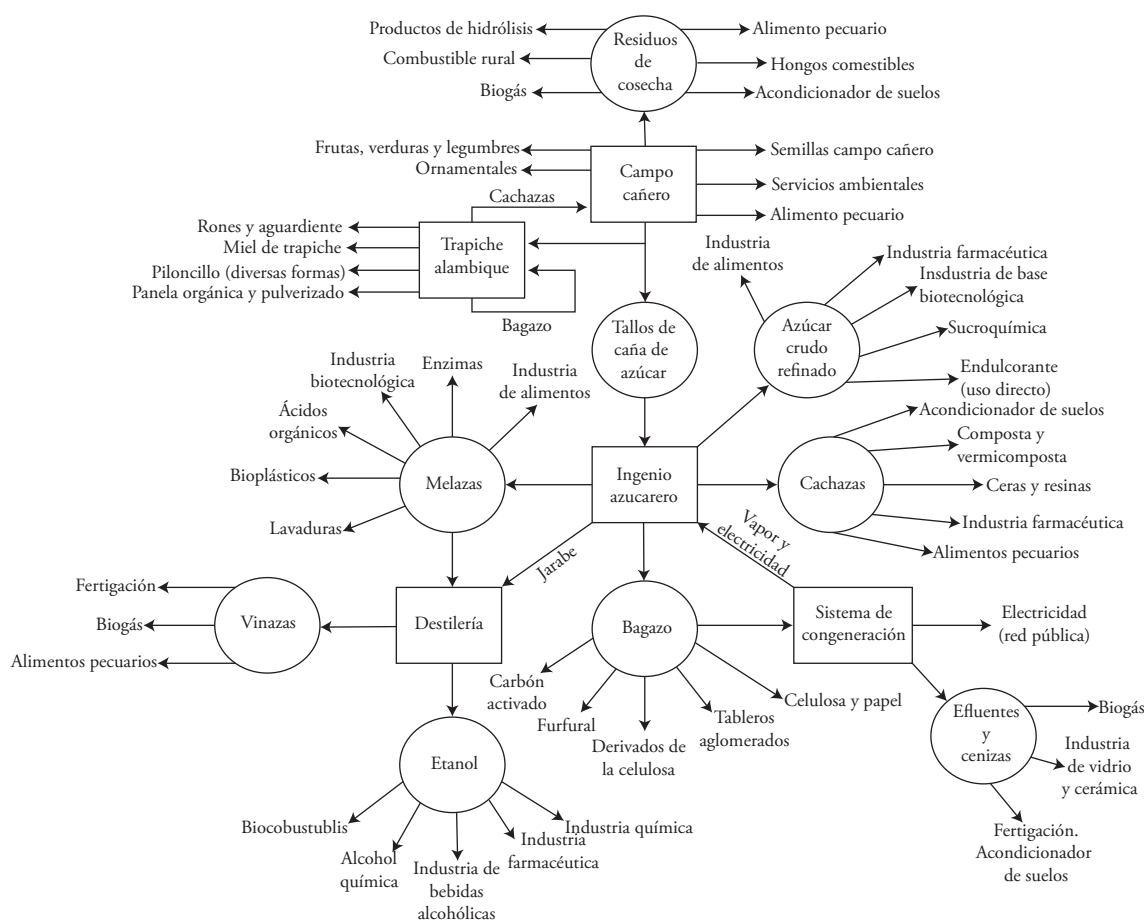 Productos de hidrólisis
Combustible rural
Biogás
Residuos
de
cosecha
Alimento pecuario
Hongos comestibles
Acondicionador de suelos
Frutas, verduras y legumbres
Ornamentales
Campo
cañero
Semillas campo cañero
Servicios ambientales
Alimento pecuario
Cachazas
Rones y aguardiente
Miel de trapiche
Piloncillo (diversas formas)
Panela orgánica y pulverizado
Trapiche
alambique
Bagazo
Tallos de
caña de
azúcar
Industria
de alimentos
Industria farmacéutica
Insdustria de base
biotecnológica
Sucroquímica
Endulcorante
(uso directo)
Azúcar
crudo
refinado
Industria
biotecnológica
Enzimas
Industria
de alimentos
Ácidos
orgánicos
Bioplásticos
Lavaduras
Melazas
Ingenio
azucarero
Cachazas
Acondicionador de suelos
Composta y
vermicomposta
Ceras y resinas
Industria farmacéutica
Alimentos pecuarios
Jarabe
Vapor y
electricidad
Fertigación
Biogás
Alimentos pecuarios
Vinazas
Destilería
Bagazo
Sistema de
congeneración
Electricidad
(red pública)
Carbón
activado
Furfural
Derivados de
la celulosa
Tableros
aglomerados
Celulosa y papel
Efluentes
y
cenizas
Biogás
Industria
de vidrio
y cerámica
Fertigación.
Acondicionador
de suelos
Etanol
Biocobustublis
Alcohol
química
Industria de
bebidas
alcohólicas
Industria
farmacéutica
Industria química